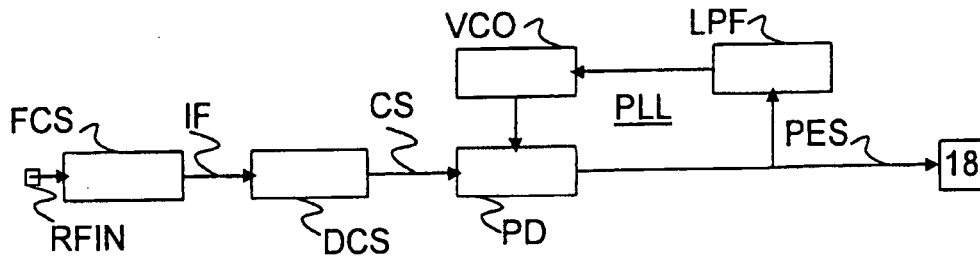 VCO
LPF
FCS
IF
CS
PLL
PES
18
RFIN
DCS
PD